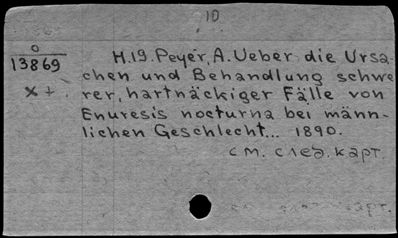 10
0
13869
x +
H.19. Peyer, A. Ueber die Ursa-
chen und Behandlung schwe
rer, hartnäckiger Fälle von
Enuresis nocturna bei männ-
lichen Geschlecht... 1890.
см. след. карт.